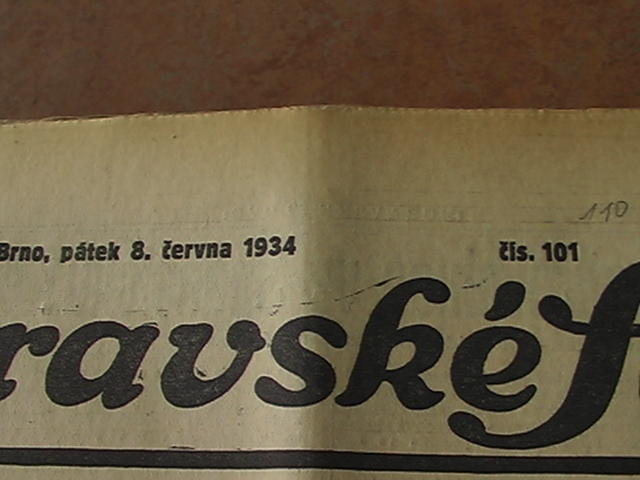 110
Brno, pátek 8. června 1934 čís. 101
ravské